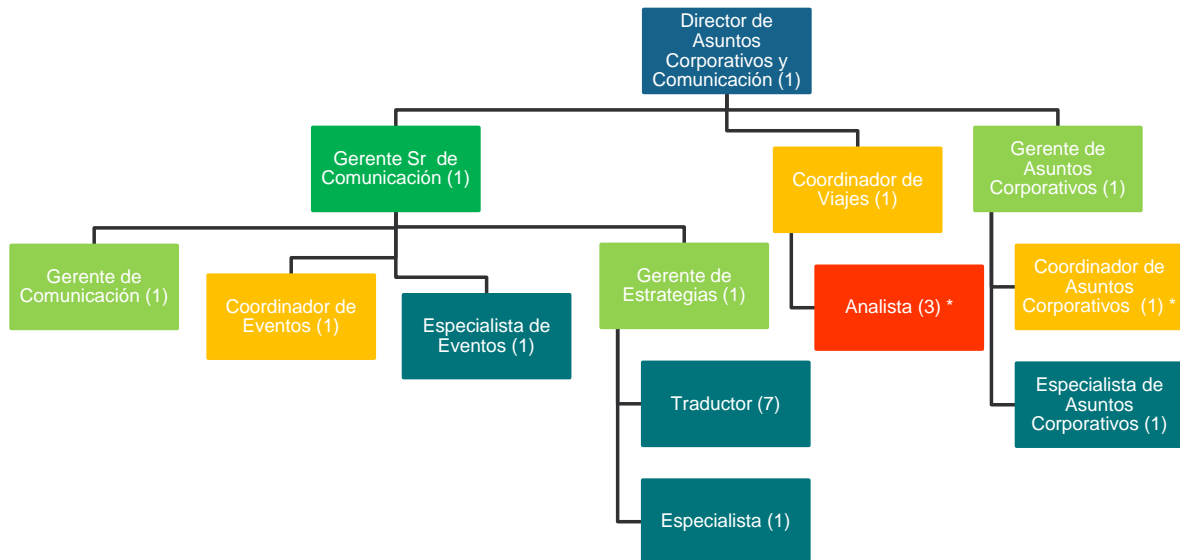 Director de
Asuntos
Corporativos y
Comunicación (1)
Gerente Sr de
Comunicación (1)
Coordinador de
Viajes (1)
Gerente de
Asuntos
Corporativos (1)
Gerente de
Comunicación (1)
Coordinador de
Eventos (1)
Especialista de
Eventos (1)
Gerente de
Estrategias (1)
Analista (3) *
Coordinador de
Asuntos
Corporativos (1) *
Traductor (7)
Especialista de
Asuntos
Corporativos (1)
Especialista (1)